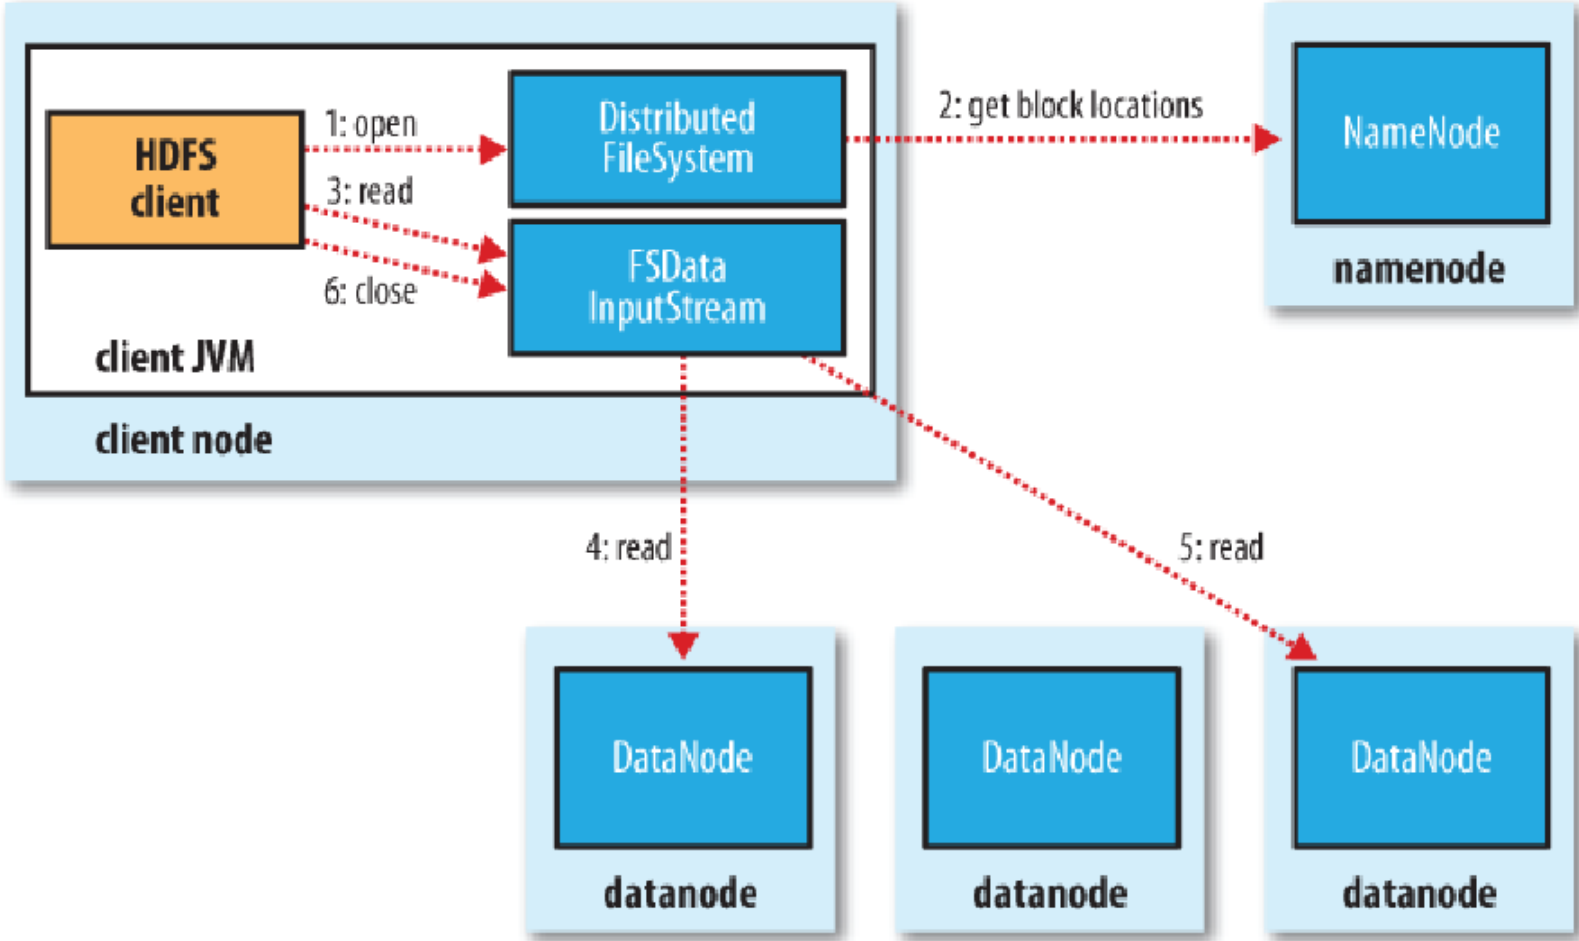 HDFS
client
1: open
3: read
6: close
Distributed
FileSystem
FSData
InputStream
client JVM
client node
2: get block locations
NameNode
namenode
4: read
5: read
DataNode
datanode
DataNode
datanode
DataNode
datanode